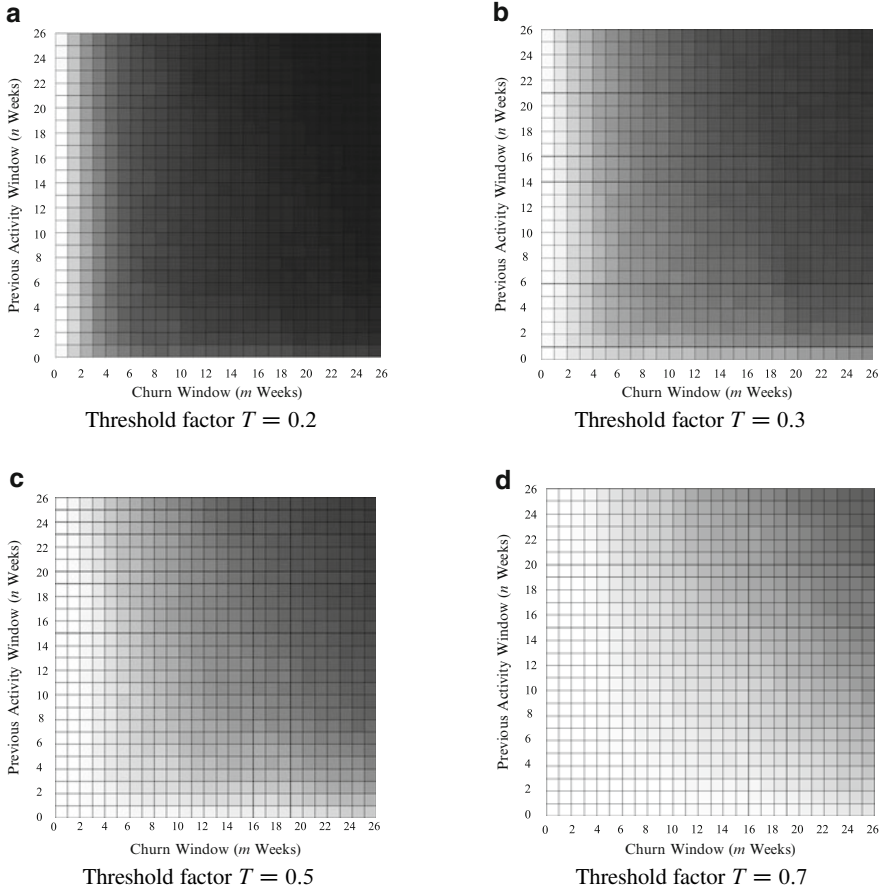 a
26
24
22
20
18
16
14
12
10
8
6
4
2
0
Previous Activity Window (n Weeks)
0 2 4 6 8 10 12 14 16 18 20 22 24 26
Churn Window (m Weeks)
Threshold factor T = 0.2
b
26
24
22
20
18
16
14
12
10
8
6
4
2
0
Previous Activity Window (n Weeks)
0 2 4 6 8 10 12 14 16 18 20 22 24 26
Churn Window (m Weeks)
Threshold factor T = 0.3
c
26
24
22
20
18
16
14
12
10
8
6
4
2
0
Previous Activity Window (n Weeks)
0 2 4 6 8 10 12 14 16 18 20 22 24 26
Churn Window (m Weeks)
Threshold factor T = 0.5
d
26
24
22
20
18
16
14
12
10
8
6
4
2
0
Previous Activity Window (n Weeks)
0 2 4 6 8 10 12 14 16 18 20 22 24 26
Churn Window (m Weeks)
Threshold factor T = 0.7